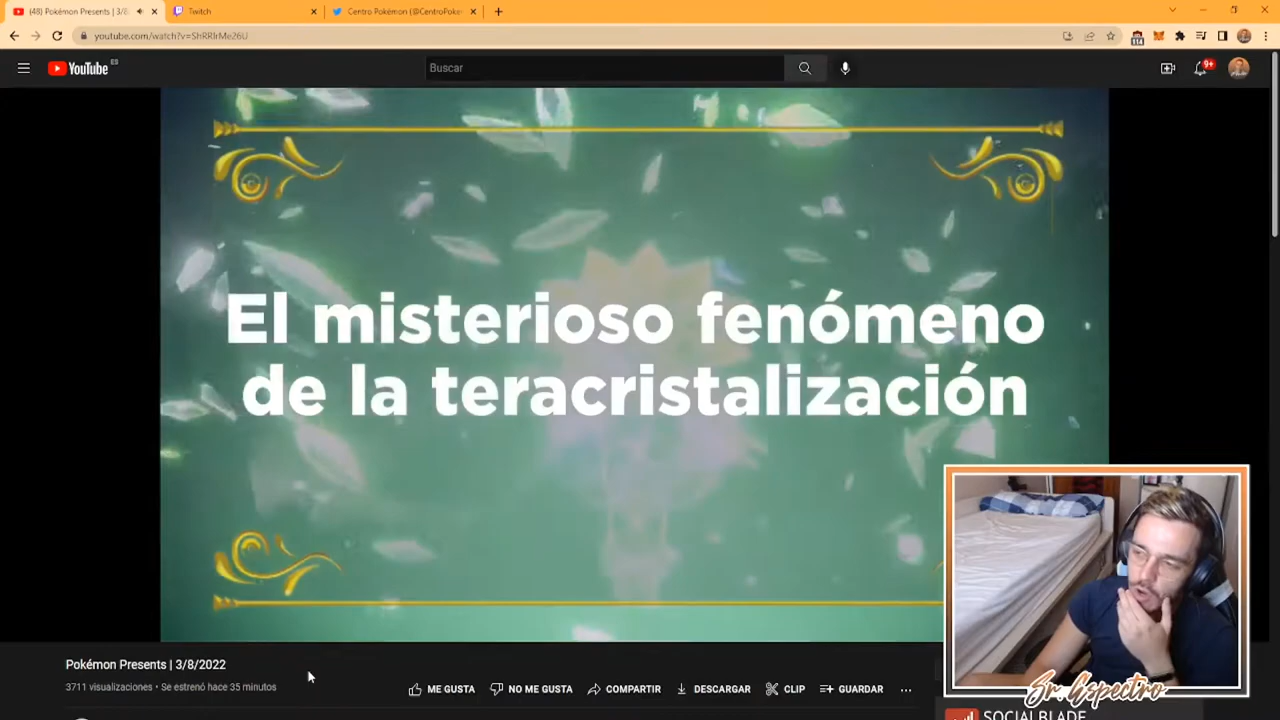 (48) Pokémon Presents | 3/8
Twitch
Centro Pokémon (@CentroPoke
youtube.com/watch?v=ShRRlrMe26U
114
YouTube ES
Buscar
9+
El misterioso fenómeno
de la teracristalización
Pokémon Presents | 3/8/2022
3711 visualizaciones • Se estrenó hace 35 minutos
ME GUSTA
NO ME GUSTA
COMPARTIR
DESCARGAR
CLIP
GUARDAR
Sr. Aspectro
SOCIALBLADE